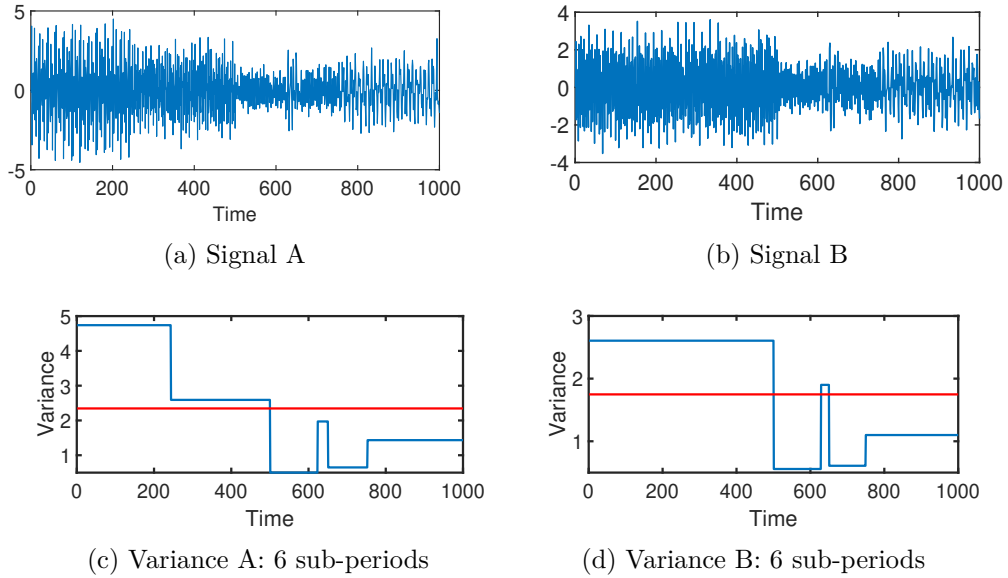 5
0
-5
0 200 400 600 800 1000
Time
(a) Signal A
4
2
0
-2
-4
0 200 400 600 800 1000
Time
(b) Signal B
5
4
3
2
1
Variance
0 200 400 600 800 1000
Time
(c) Variance A: 6 sub-periods
3
2
1
Variance
0 200 400 600 800 1000
Time
(d) Variance B: 6 sub-periods